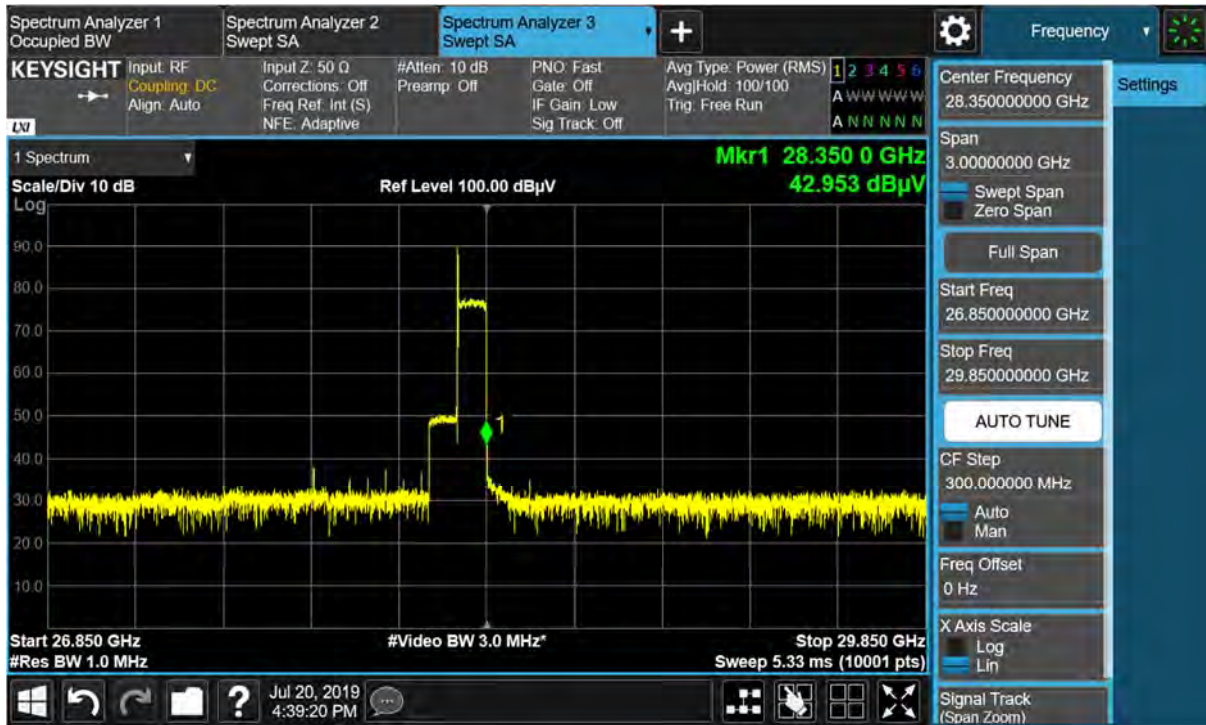 Spectrum Analyzer 1
Occupied BW
Spectrum Analyzer 2
Swept SA
Spectrum Analyzer 3
Swept SA
Frequency
KEYSIGHT
LXI
Input: RF
Coupling: DC
Align: Auto
Input Z: 50 Ω
Corrections: Off
Freq Ref: Int (S)
NFE: Adaptive
#Atten: 10 dB
Preamp: Off
PNO: Fast
Gate: Off
IF Gain: Low
Sig Track: Off
Avg Type: Power (RMS)
Avg|Hold: 100/100
Trig: Free Run
1 2 3 4 5 6
A W W W W W
A N N N N N
1 Spectrum
Scale/Div 10 dB
Ref Level 100.00 dBµV
Mkr1 28.350 0 GHz
42.953 dBµV
Log
90.0
80.0
70.0
60.0
50.0
40.0
30.0
20.0
10.0
1
Start 26.850 GHz
#Res BW 1.0 MHz
#Video BW 3.0 MHz*
Stop 29.850 GHz
Sweep 5.33 ms (10001 pts)
Center Frequency
28.350000000 GHz
Settings
Span
3.00000000 GHz
Swept Span
Zero Span
Full Span
Start Freq
26.850000000 GHz
Stop Freq
29.850000000 GHz
AUTO TUNE
CF Step
300.000000 MHz
Auto
Man
Freq Offset
0 Hz
X Axis Scale
Log
Lin
Signal Track
(Span Zoom)
?
Jul 20, 2019
4:39:20 PM